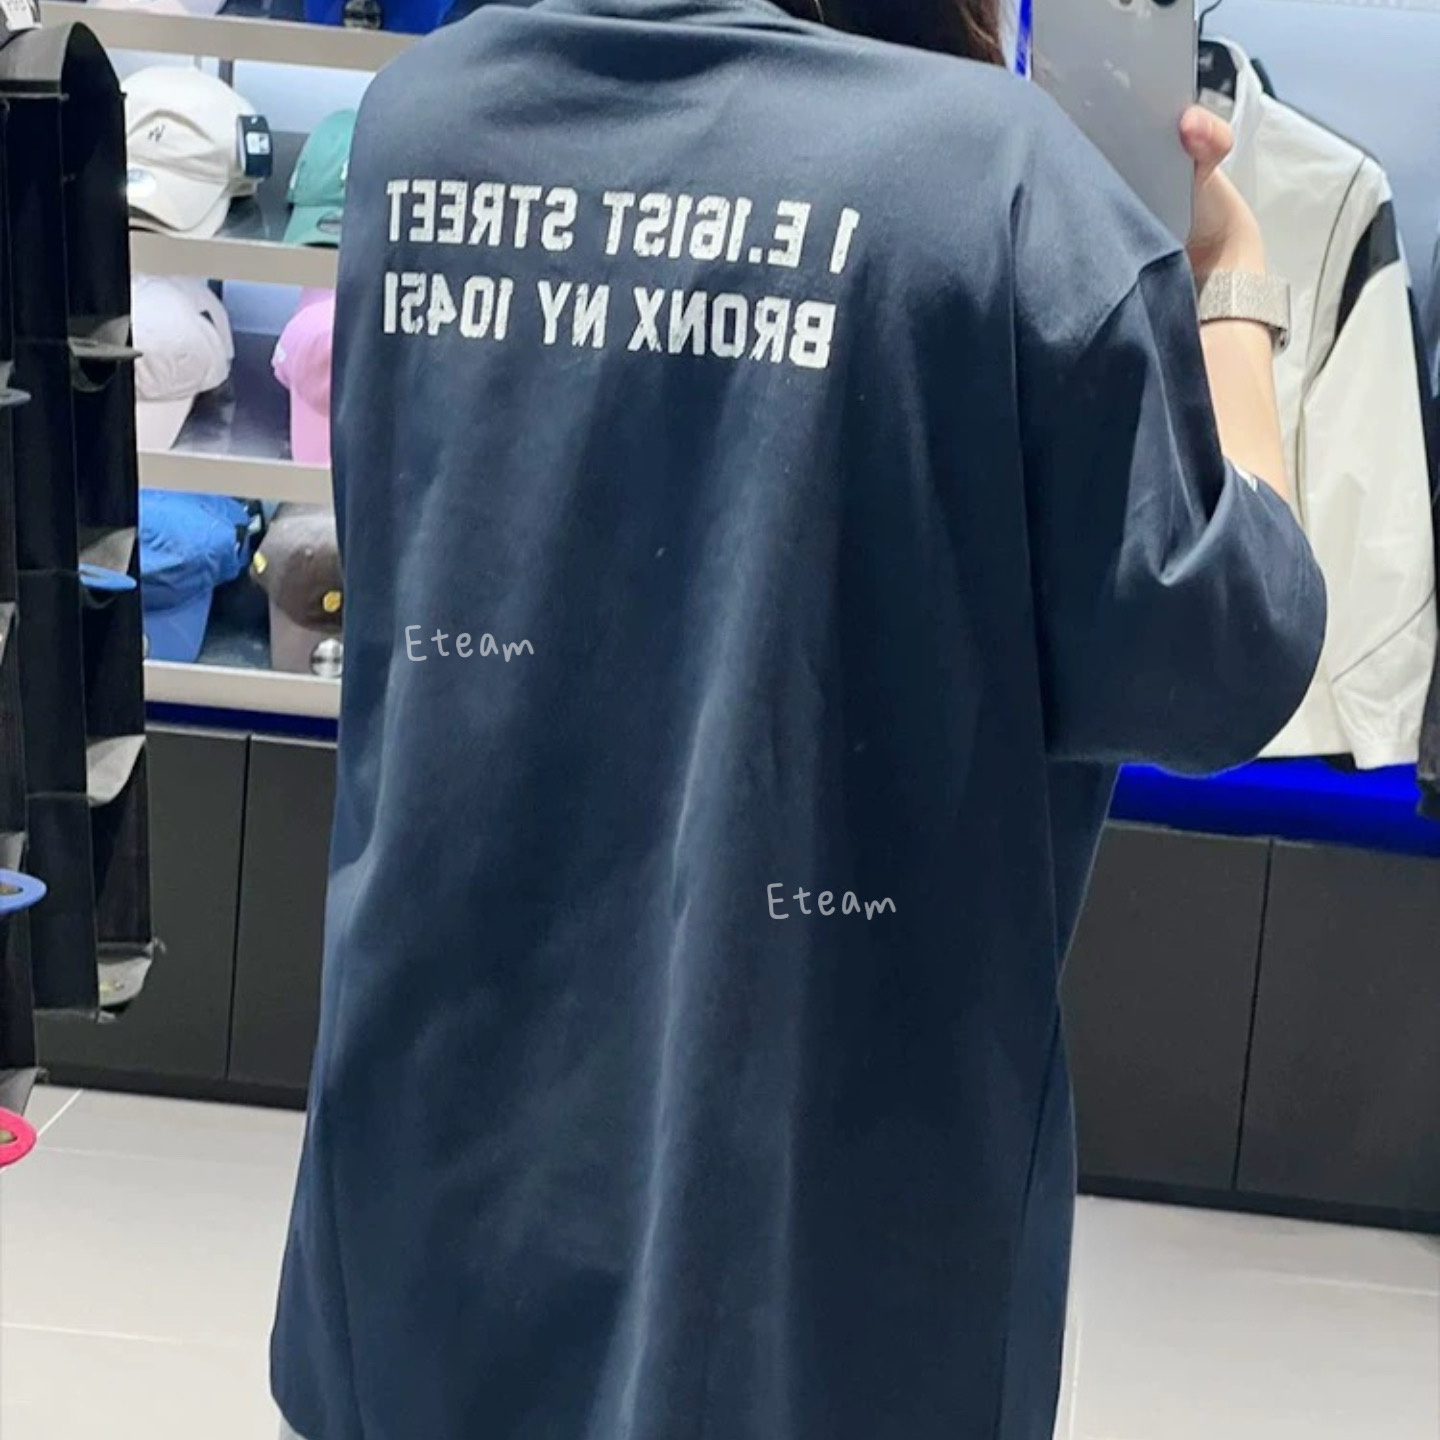 1 E.161ST STREET
BRONX NY 10451
Eteam
Eteam